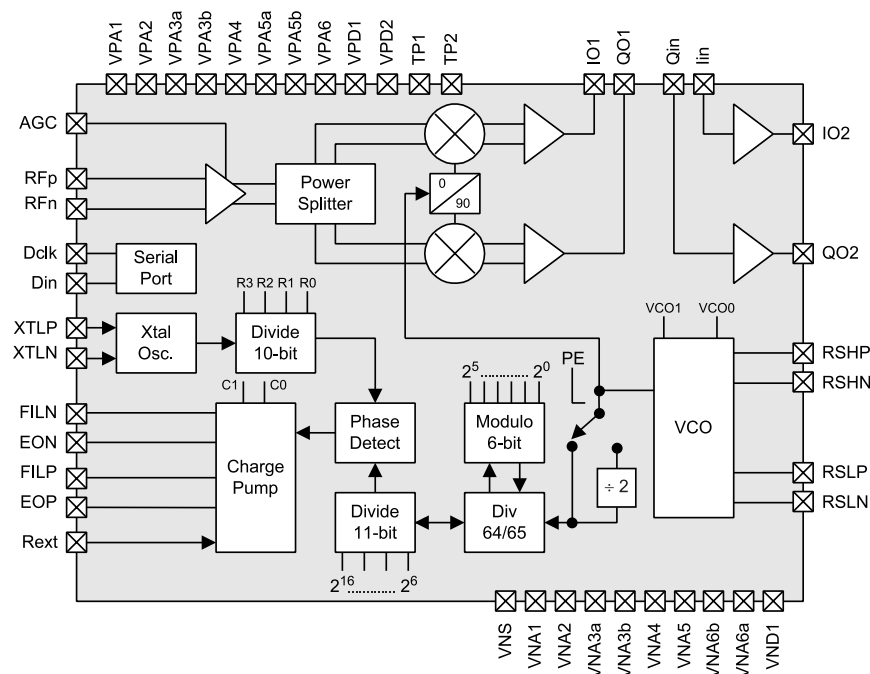 VPA1
VPA2
VPA3a
VPA3b
VPA4
VPA5a
VPA5b
VPA6
VPD1
VPD2
TP1
TP2
IO1
QO1
Qin
Iin
AGC
RFp
RFn
Dclk
Din
XTLP
XTLN
FILN
EON
FILP
EOP
Rext
Power
Splitter
0
90
IO2
QO2
Serial
Port
Xtal
Osc.
R3 R2 R1 R0
Divide
10-bit
C1 C0
Charge
Pump
Phase
Detect
Divide
11-bit
2^16 ............ 2^6
2^5 ............ 2^0
Modulo
6-bit
Div
64/65
PE
÷ 2
VCO1 VCO0
VCO
RSHP
RSHN
RSLP
RSLN
VNS
VNA1
VNA2
VNA3a
VNA3b
VNA4
VNA5
VNA6b
VNA6a
VND1